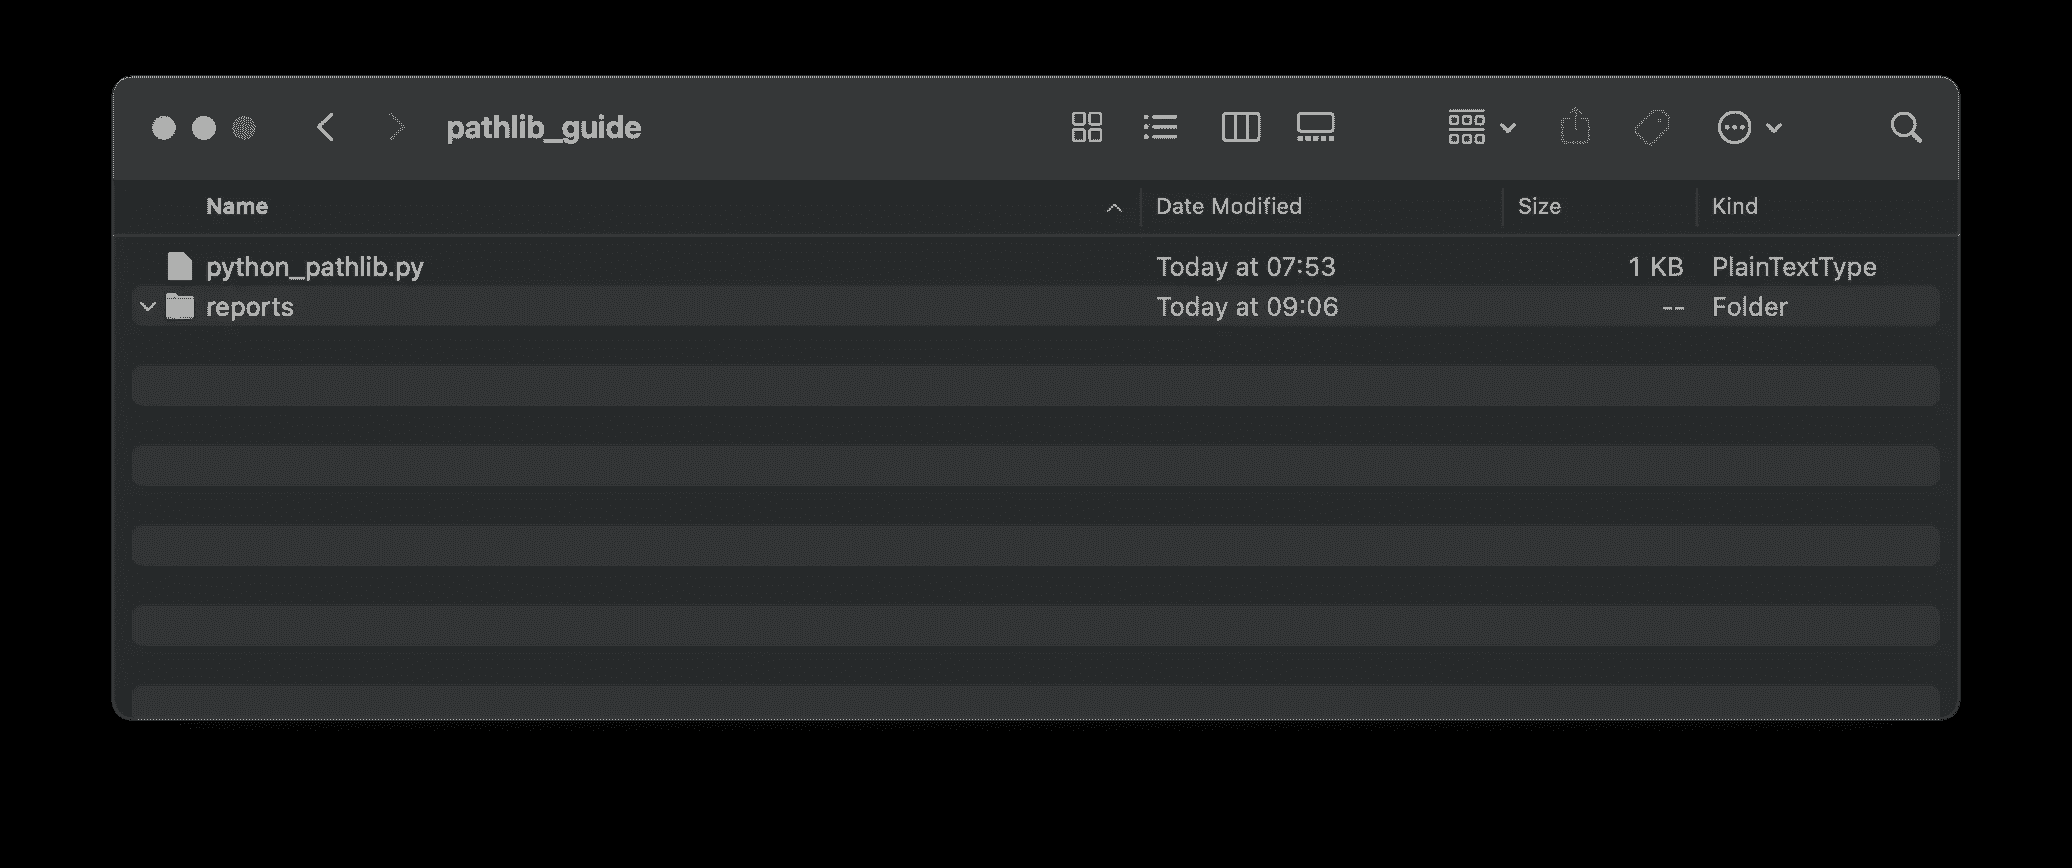 pathlib_guide
Name Date Modified Size Kind
python_pathlib.py Today at 07:53 1 KB PlainTextType
reports Today at 09:06 -- Folder